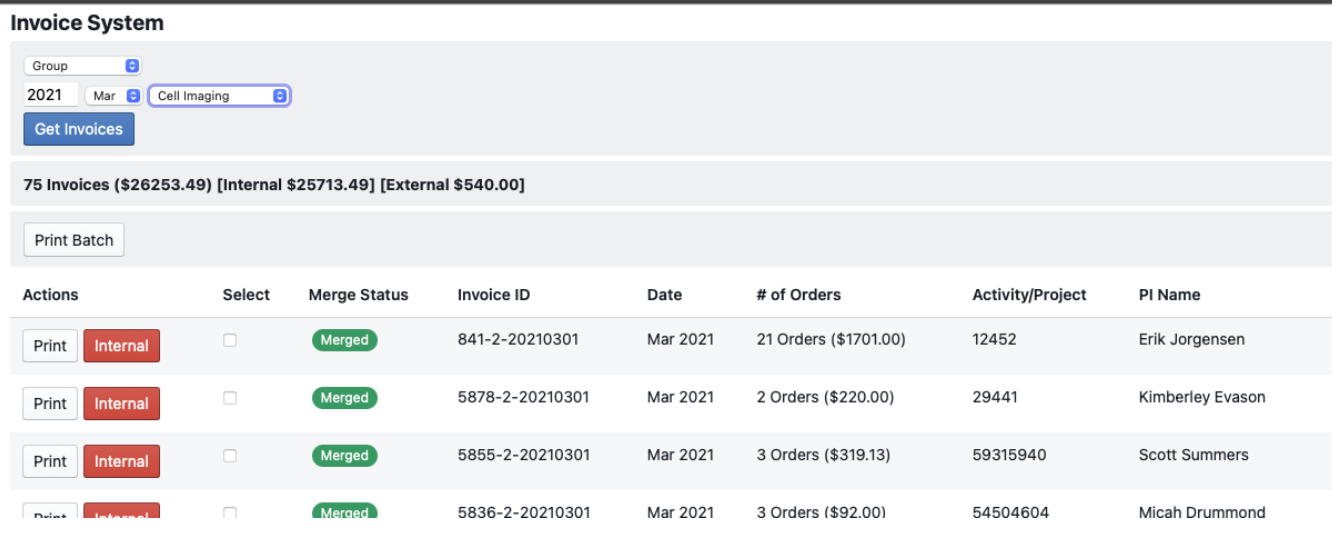 Invoice System
Group
2021 Mar Cell Imaging
Get Invoices
75 Invoices ($26253.49) [Internal $25713.49] [External $540.00]
Print Batch
Actions Select Merge Status Invoice ID Date # of Orders Activity/Project PI Name
Print Internal Merged 841-2-20210301 Mar 2021 21 Orders ($1701.00) 12452 Erik Jorgensen
Print Internal Merged 5878-2-20210301 Mar 2021 2 Orders ($220.00) 29441 Kimberley Evason
Print Internal Merged 5855-2-20210301 Mar 2021 3 Orders ($319.13) 59315940 Scott Summers
Print Internal Merged 5836-2-20210301 Mar 2021 3 Orders ($92.00) 54504604 Micah Drummond